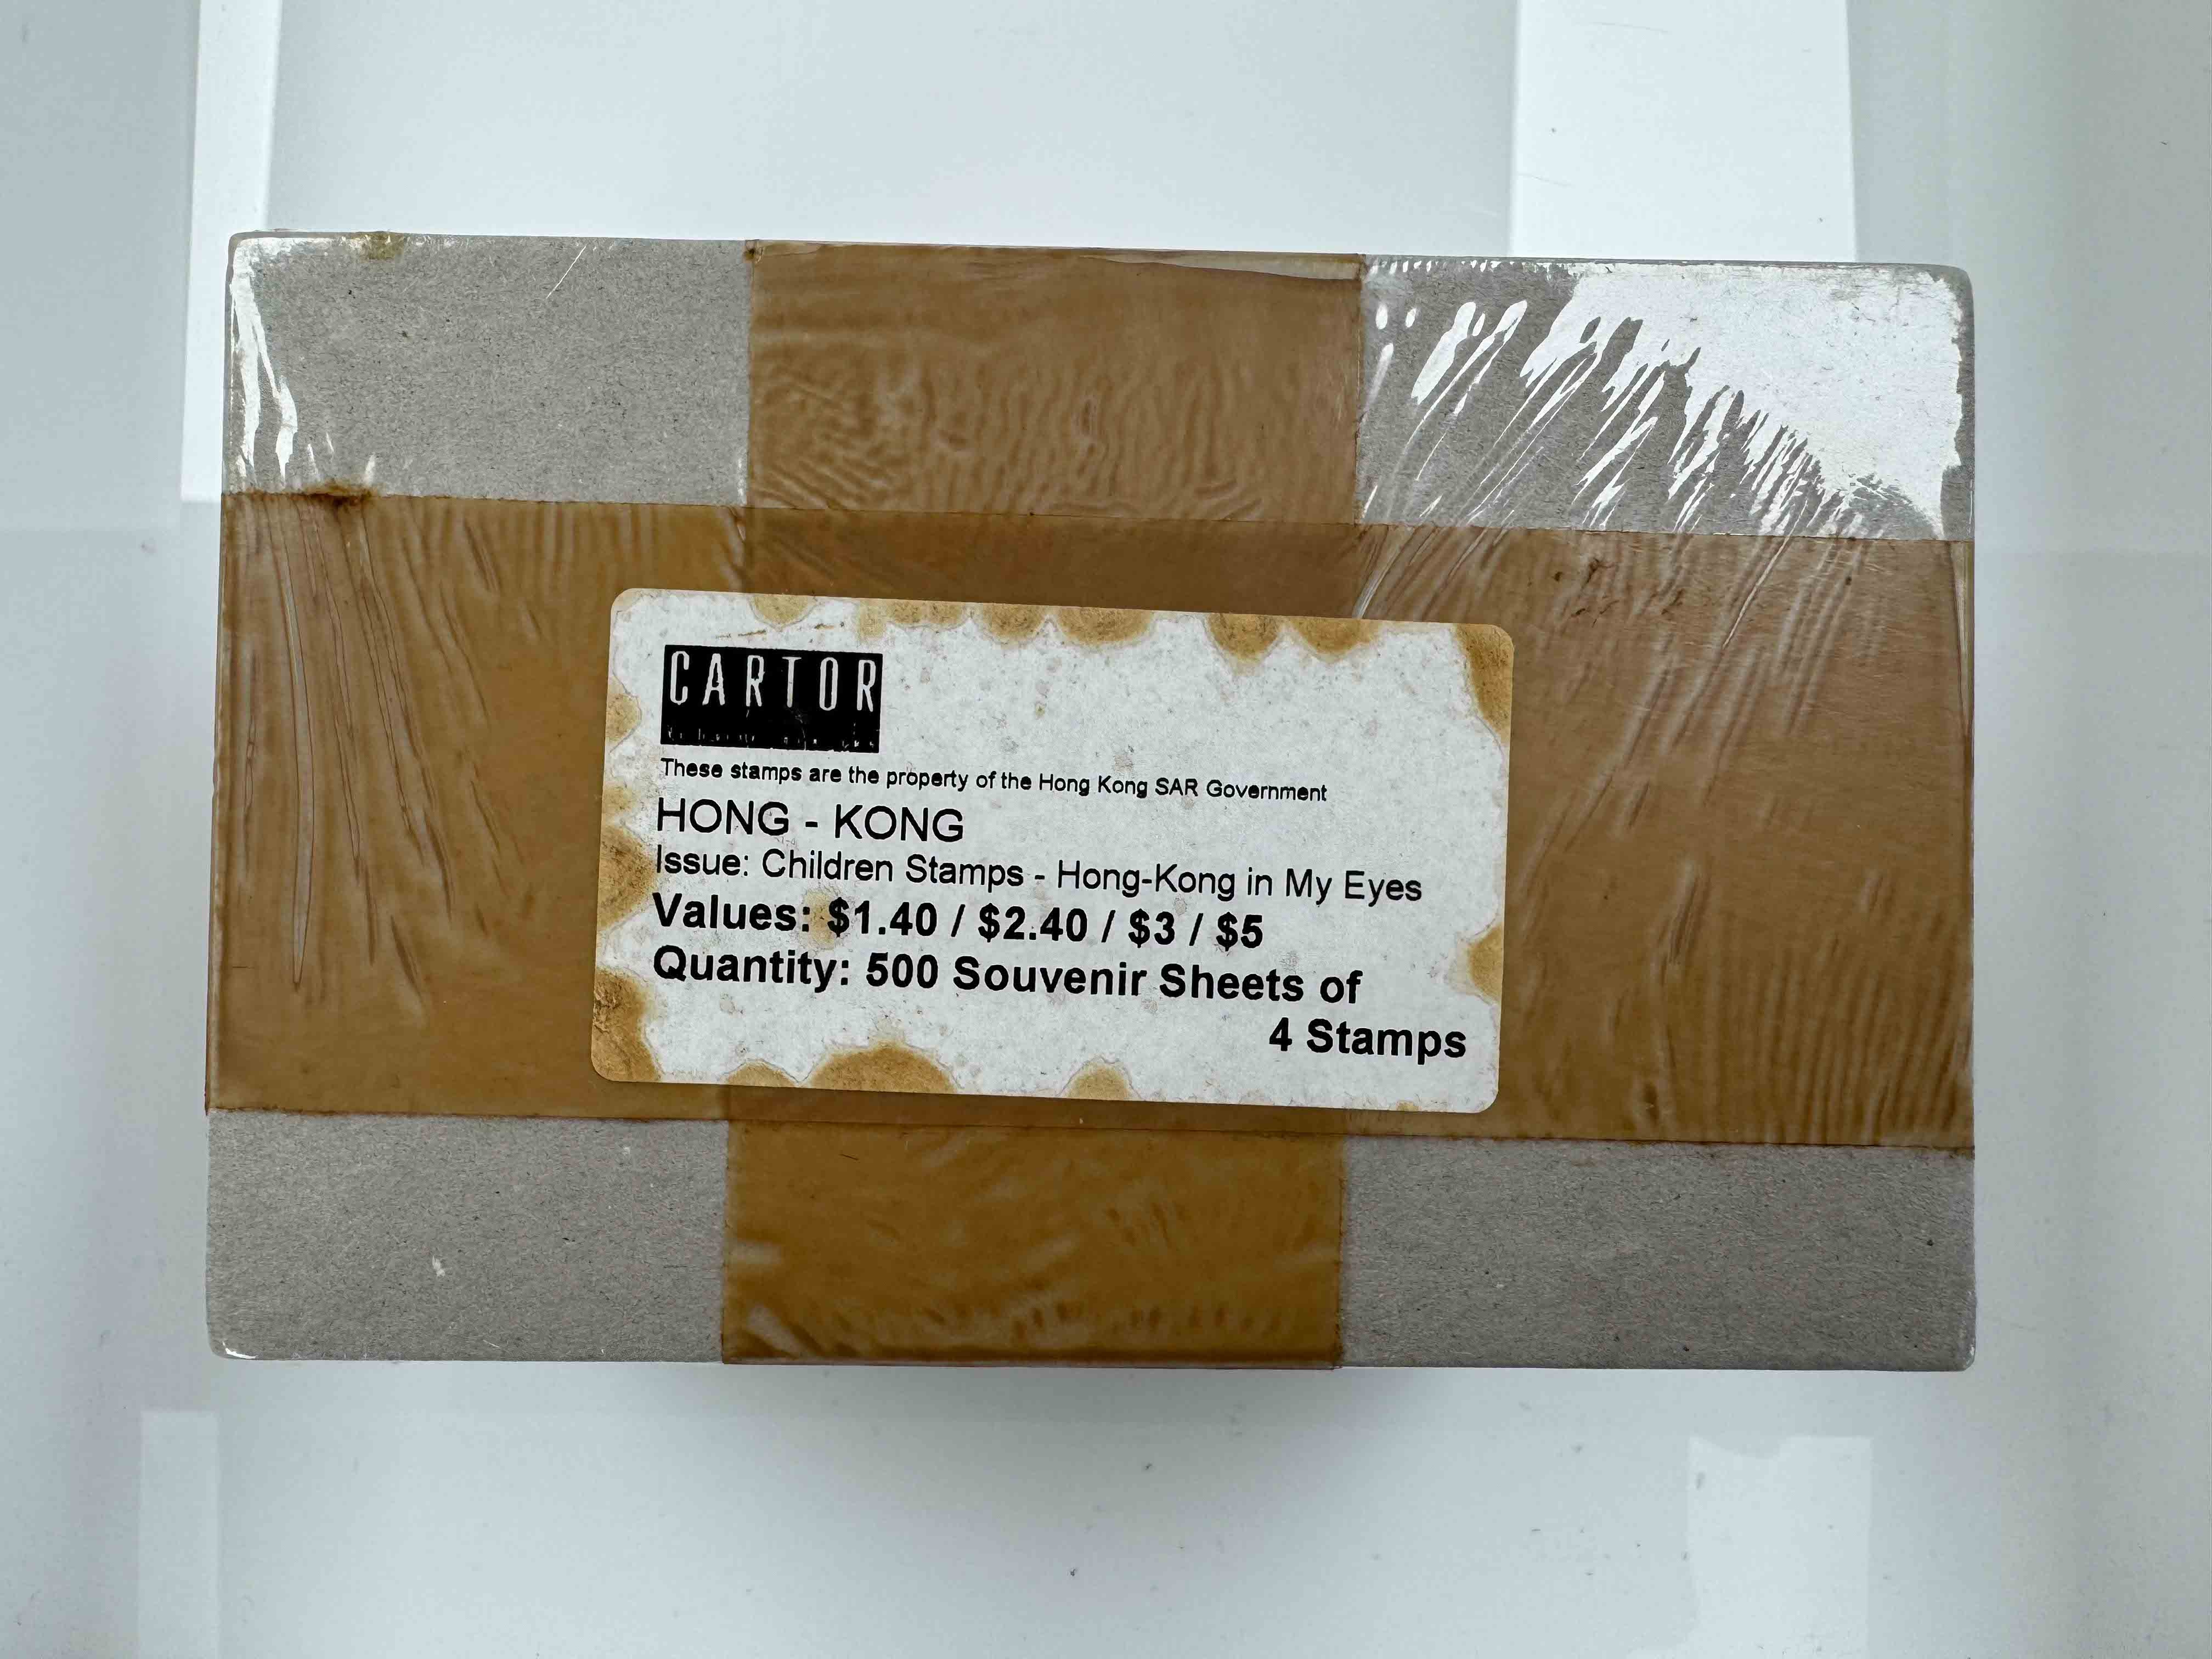 CARTOR
These stamps are the property of the Hong Kong SAR Government
HONG - KONG
Issue: Children Stamps - Hong-Kong in My Eyes
Values: $1.40 / $2.40 / $3 / $5
Quantity: 500 Souvenir Sheets of
4 Stamps